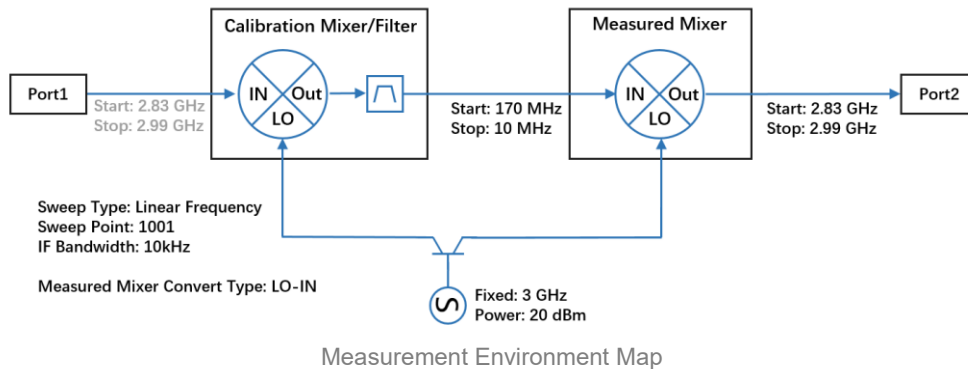 Calibration Mixer/Filter
Measured Mixer
Port1
Start: 2.83 GHz
Stop: 2.99 GHz
IN
Out
LO
Start: 170 MHz
Stop: 10 MHz
IN
Out
LO
Start: 2.83 GHz
Stop: 2.99 GHz
Port2
Sweep Type: Linear Frequency
Sweep Point: 1001
IF Bandwidth: 10kHz
Measured Mixer Convert Type: LO-IN
Fixed: 3 GHz
Power: 20 dBm
Measurement Environment Map